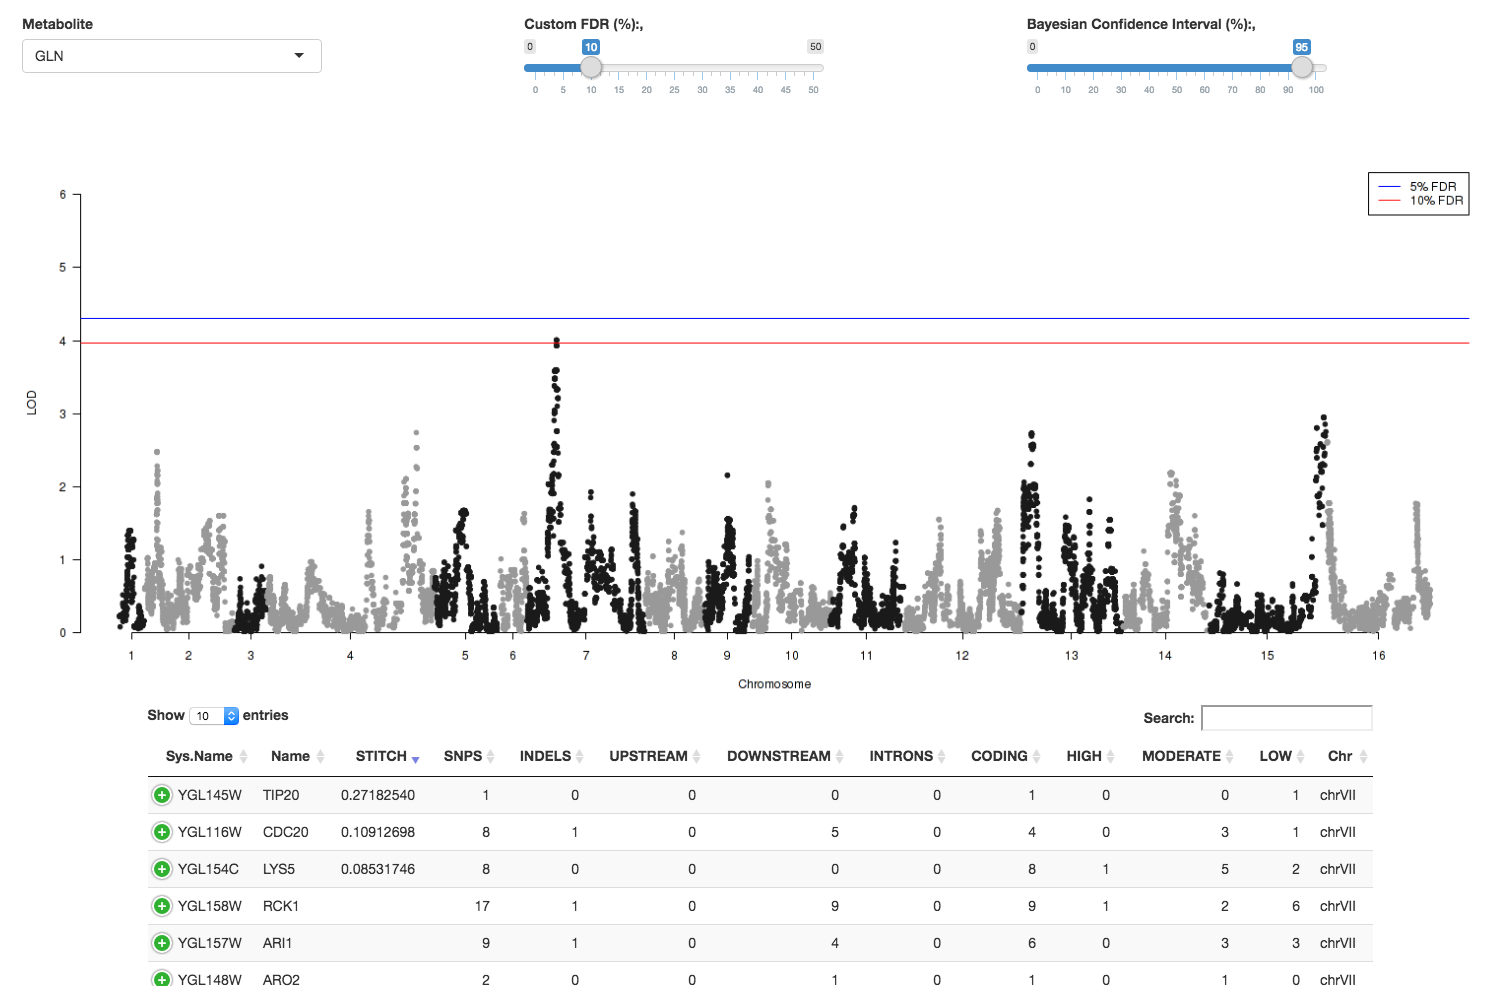 Metabolite Custom FDR (%):, Bayesian Confidence Interval (%):,
GLN 0 10 50 0 95
0 5 10 15 20 25 30 35 40 45 50 0 10 20 30 40 50 60 70 80 90 100
5% FDR
10% FDR
6
5
4
3
2
1
0
LOD
1 2 3 4 5 6 7 8 9 10 11 12 13 14 15 16
Chromosome
Show 10 entries Search:
Sys.Name Name STITCH SNPS INDELS UPSTREAM DOWNSTREAM INTRONS CODING HIGH MODERATE LOW Chr
YGL145W TIP20 0.27182540 1 0 0 0 0 1 0 0 1 chrVII
YGL116W CDC20 0.10912698 8 1 0 5 0 4 0 3 1 chrVII
YGL154C LYS5 0.08531746 8 0 0 0 0 8 1 5 2 chrVII
YGL158W RCK1 17 1 0 9 0 9 1 2 6 chrVII
YGL157W ARI1 9 1 0 4 0 6 0 3 3 chrVII
YGL148W ARO2 2 0 0 1 0 1 0 1 0 chrVII